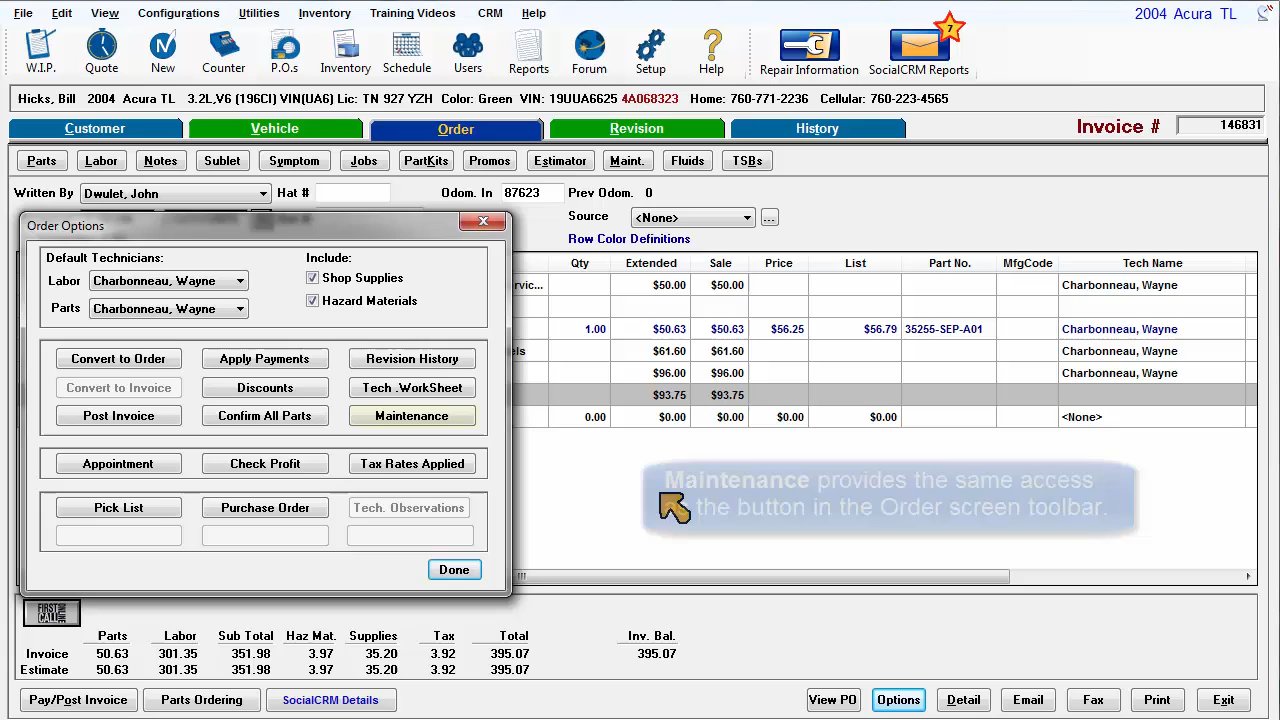 File Edit View Configurations Utilities Inventory Training Videos CRM Help 2004 Acura TL
7
W.I.P. Quote New Counter P.O.s Inventory Schedule Users Reports Forum Setup Help Repair Information SocialCRM Reports
Hicks, Bill 2004 Acura TL 3.2L,V6 (196CI) VIN(UA6) Lic: TN 927 YZH Color: Green VIN: 19UUA6625 4A068323 Home: 760-771-2236 Cellular: 760-223-4565
Customer Vehicle Order Revision History Invoice # 146831
Parts Labor Notes Sublet Symptom Jobs PartKits Promos Estimator Maint. Fluids TSBs
Written By Dwulet, John Hat # Odom. In 87623 Prev Odom. 0
Source <None> ...
Row Color Definitions
Order Options
Default Technicians: Include:
Labor Charbonneau, Wayne Shop Supplies
Parts Charbonneau, Wayne Hazard Materials
Convert to Order Apply Payments Revision History
Convert to Invoice Discounts Tech .WorkSheet
Post Invoice Confirm All Parts Maintenance
Appointment Check Profit Tax Rates Applied
Pick List Purchase Order Tech. Observations
Done
Qty Extended Sale Price List Part No. MfgCode Tech Name
rvic... $50.00 $50.00 Charbonneau, Wayne
1.00 $50.63 $50.63 $56.25 $56.79 35255-SEP-A01 Charbonneau, Wayne
els $61.60 $61.60 Charbonneau, Wayne
$96.00 $96.00 Charbonneau, Wayne
$93.75 $93.75
0.00 $0.00 $0.00 $0.00 $0.00 <None>
Maintenance provides the same access
the button in the Order screen toolbar.
FIRST CALL
Parts Labor Sub Total Haz Mat. Supplies Tax Total Inv. Bal.
Invoice 50.63 301.35 351.98 3.97 35.20 3.92 395.07 395.07
Estimate 50.63 301.35 351.98 3.97 35.20 3.92 395.07
Pay/Post Invoice Parts Ordering SocialCRM Details View PO Options Detail Email Fax Print Exit